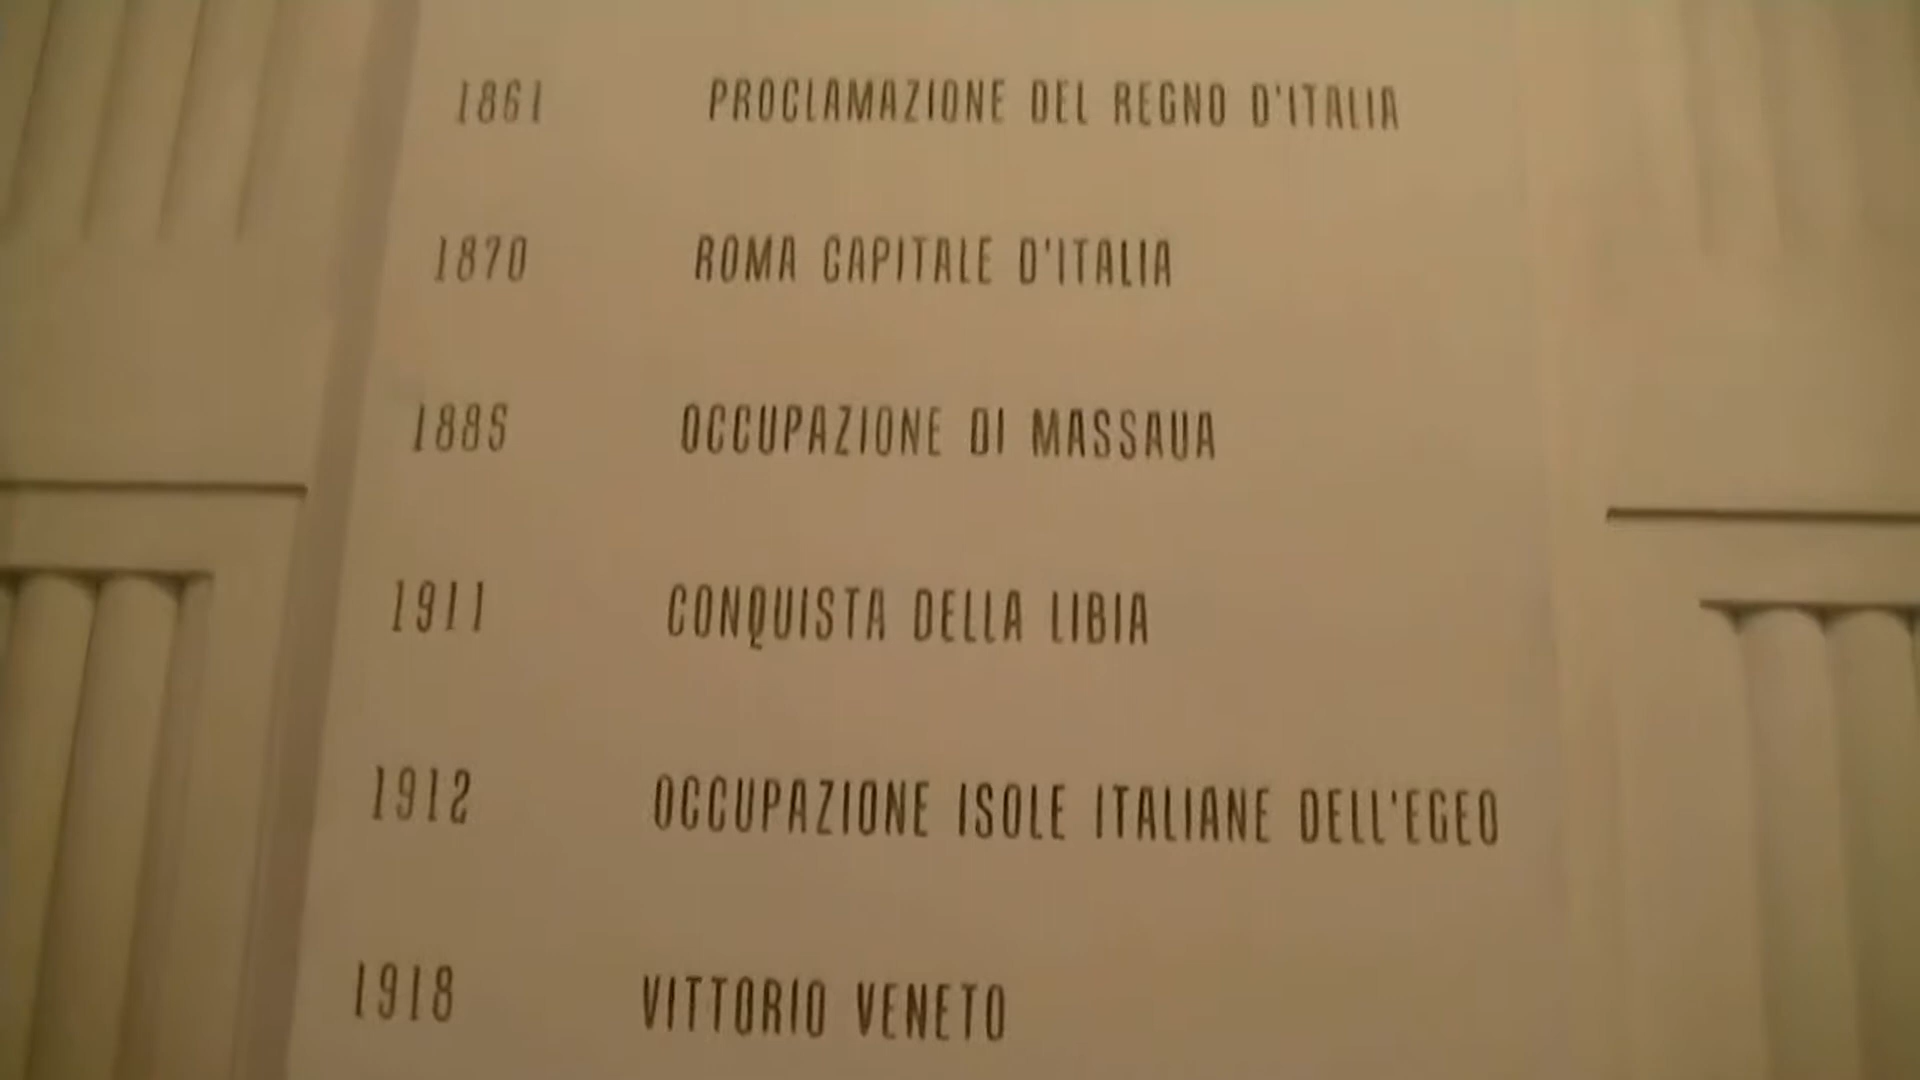 1861 PROCLAMAZIONE DEL REGNO D'ITALIA
1870 ROMA CAPITALE D'ITALIA
1885 OCCUPAZIONE DI MASSAUA
1911 CONQUISTA DELLA LIBIA
1912 OCCUPAZIONE ISOLE ITALIANE DELL'EGEO
1918 VITTORIO VENETO